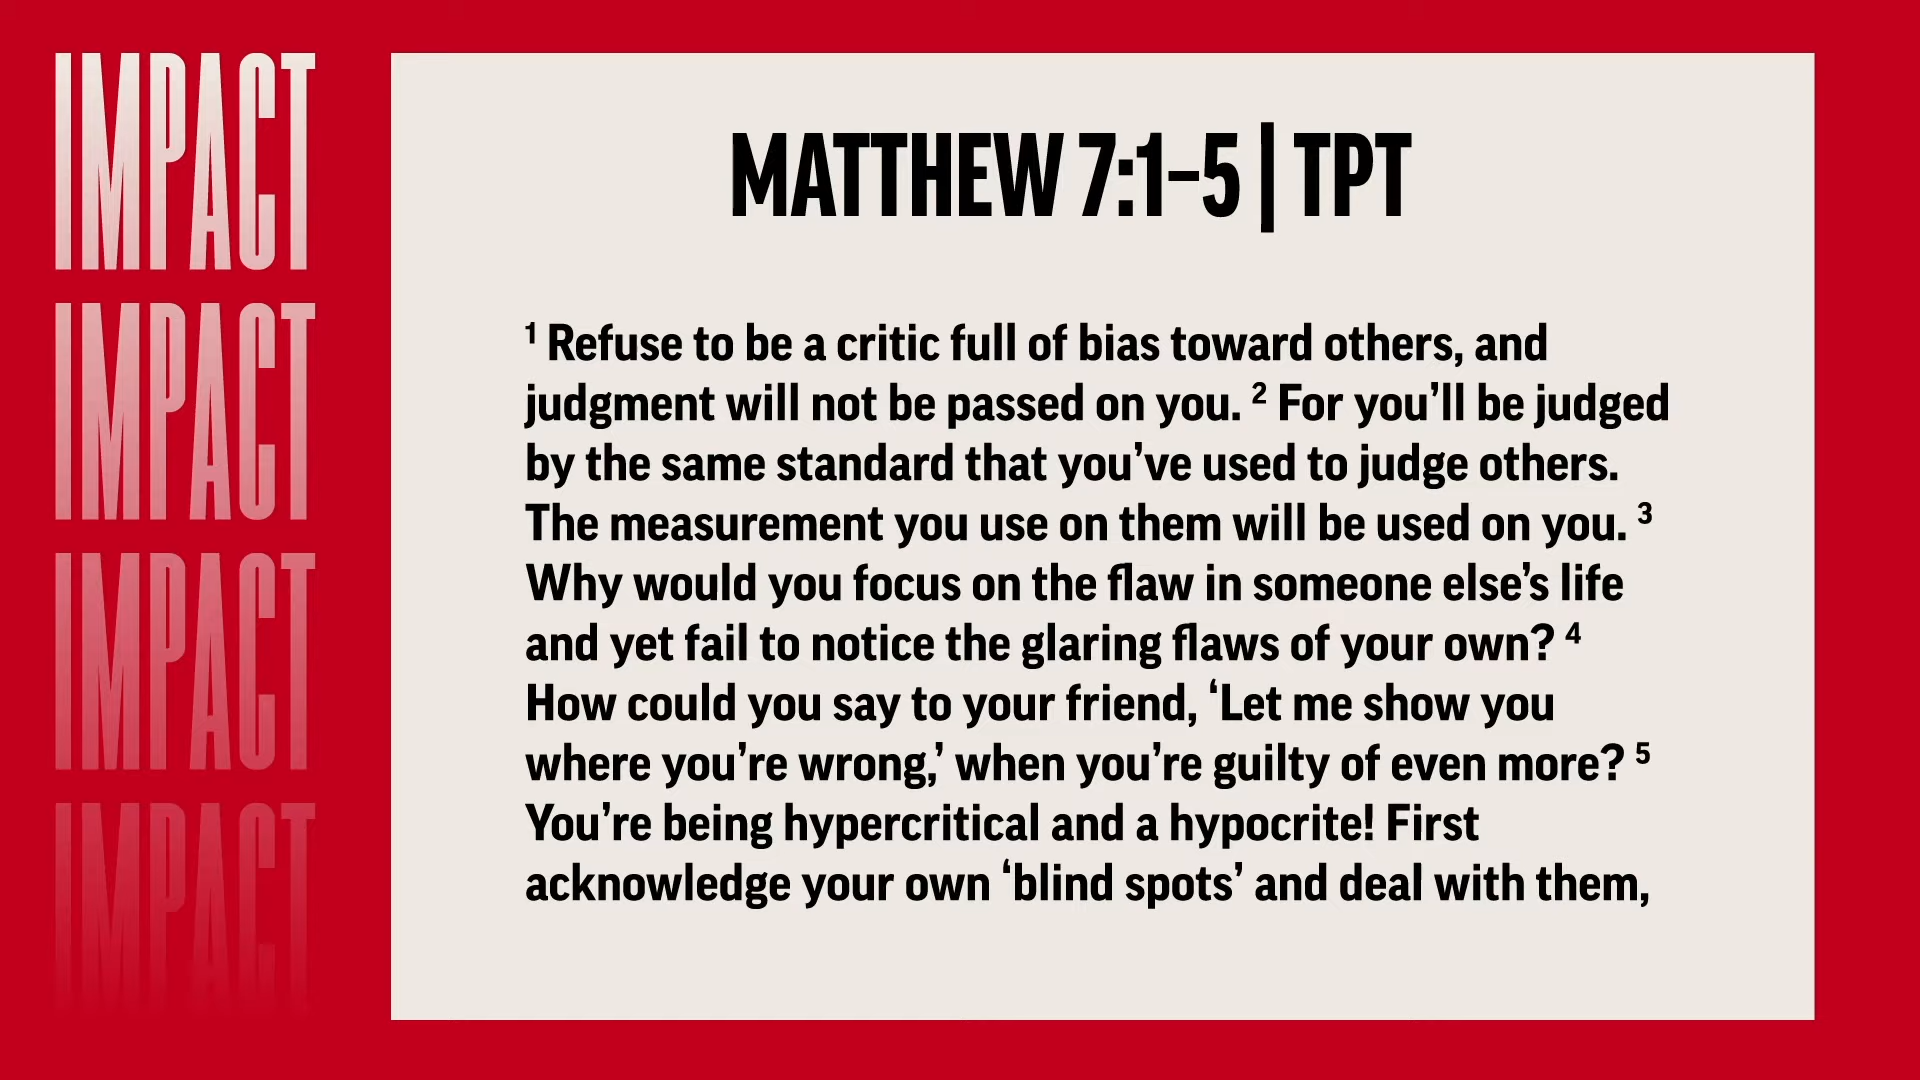 IMPACT
IMPACT
IMPACT
IMPACT
MATTHEW 7:1–5 | TPT
¹ Refuse to be a critic full of bias toward others, and
judgment will not be passed on you. ² For you’ll be judged
by the same standard that you’ve used to judge others.
The measurement you use on them will be used on you. ³
Why would you focus on the flaw in someone else’s life
and yet fail to notice the glaring flaws of your own? ⁴
How could you say to your friend, ‘Let me show you
where you’re wrong,’ when you’re guilty of even more? ⁵
You’re being hypercritical and a hypocrite! First
acknowledge your own ‘blind spots’ and deal with them,